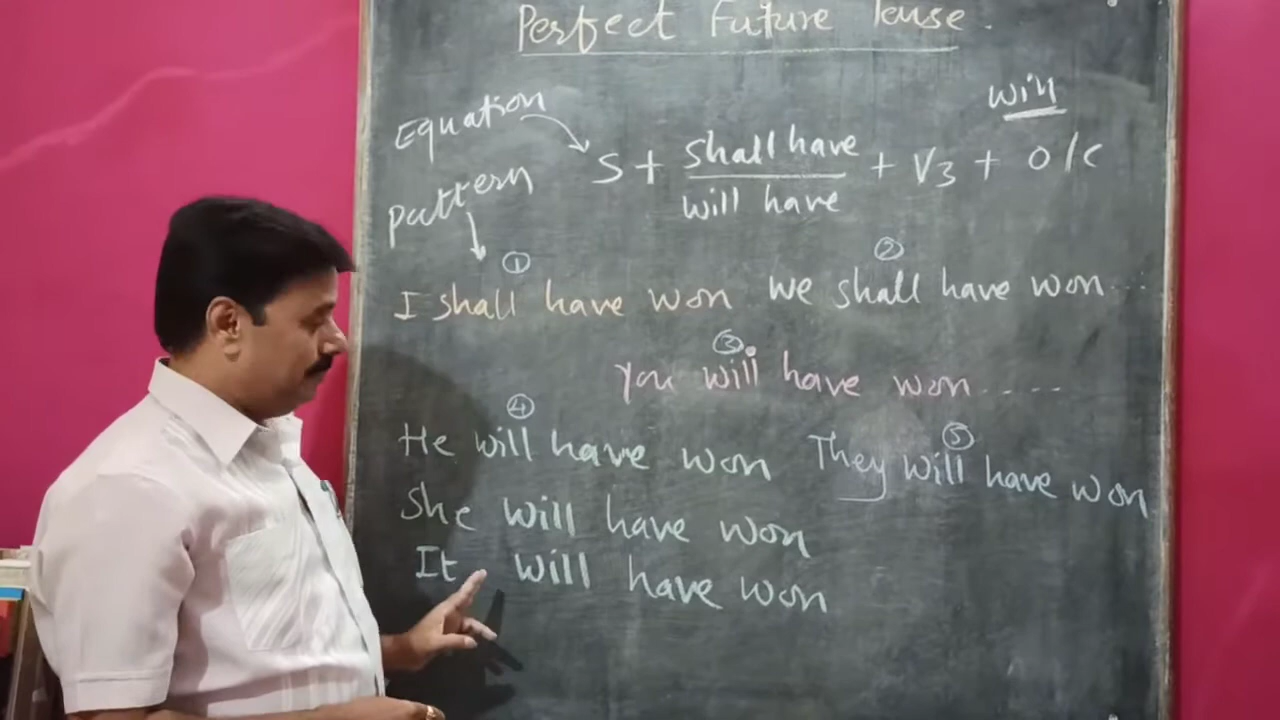 Perfect Future Tense.
will
Equation
S + shall have + V3 + O/C
will have
pattern
① ②
I shall have won we shall have won...
③
you will have won.....
④ ⑤
He will have won They will have won
She will have won
It will have won